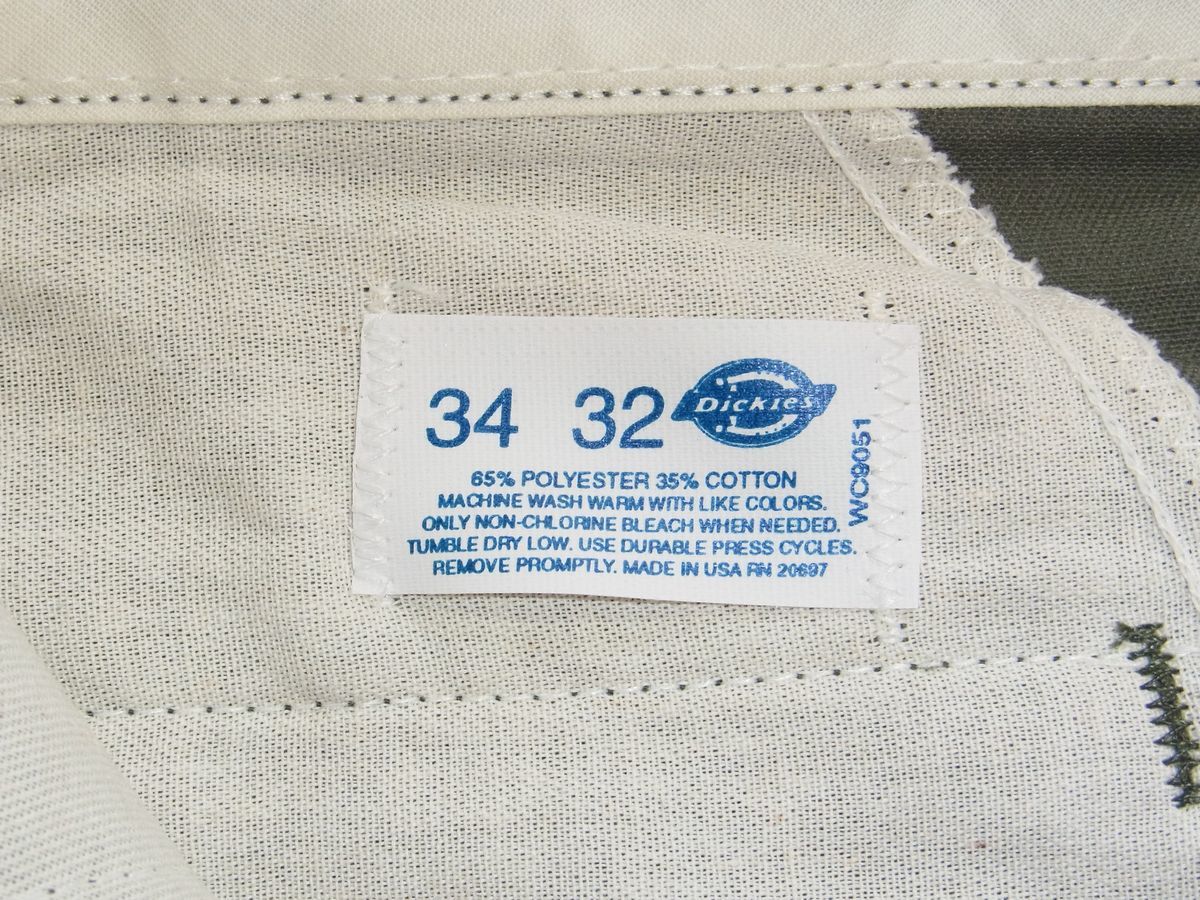 34 32 Dickies
65% POLYESTER 35% COTTON
MACHINE WASH WARM WITH LIKE COLORS.
ONLY NON-CHLORINE BLEACH WHEN NEEDED.
TUMBLE DRY LOW. USE DURABLE PRESS CYCLES.
REMOVE PROMPTLY. MADE IN USA RN 20697
WC9051